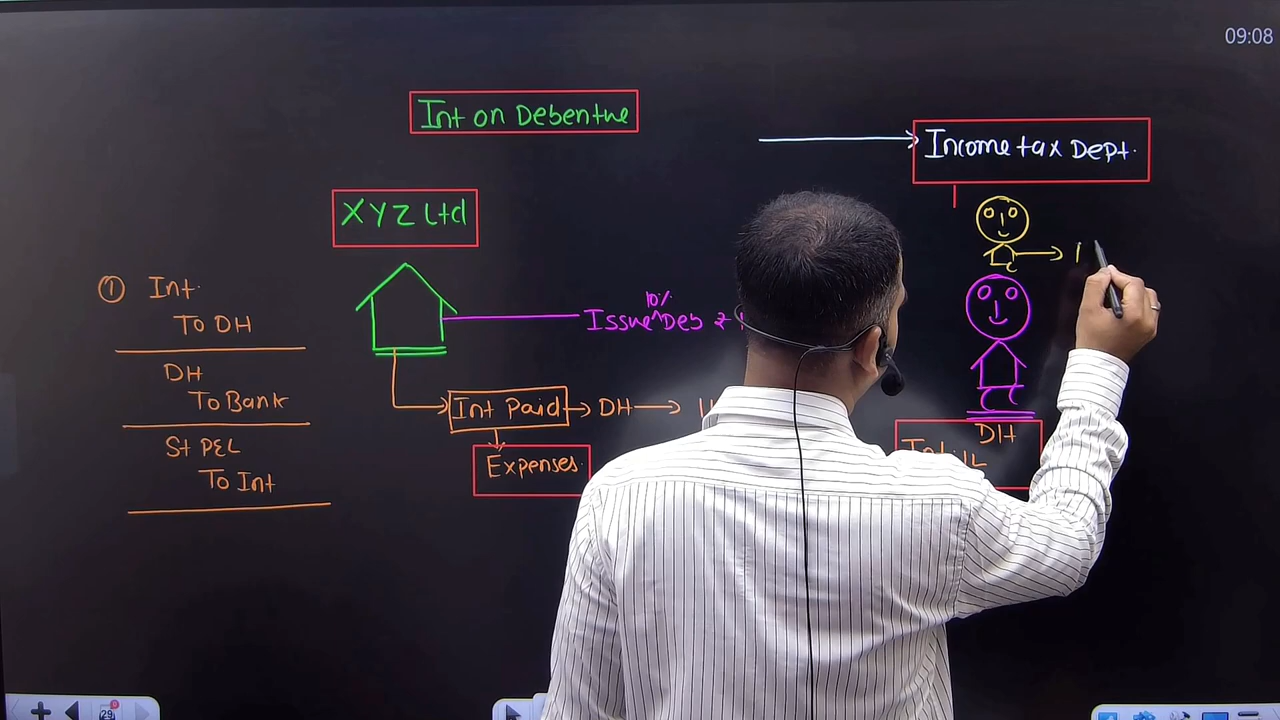 09:08
Int on Debenture
Income tax Dept.
XYZ Ltd
① Int.
To DH
DH
To Bank
St P&L
To Int
10%
Issue Deb
Int Paid → DH →
Expenses
DH